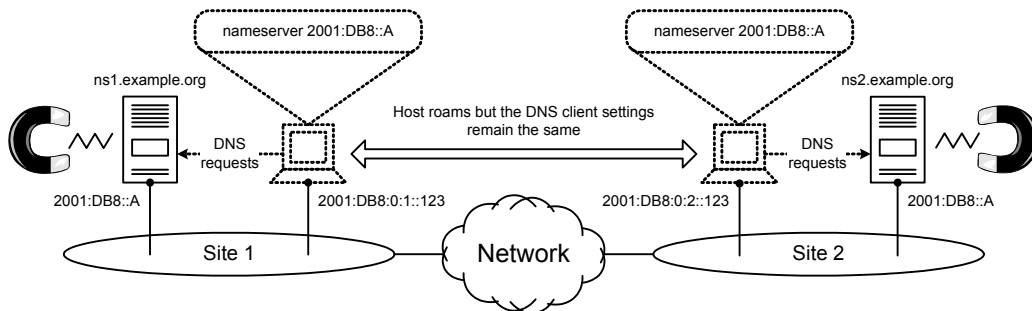 nameserver 2001:DB8::A
nameserver 2001:DB8::A
ns1.example.org
ns2.example.org
Host roams but the DNS client settings
remain the same
DNS
requests
DNS
requests
2001:DB8::A
2001:DB8:0:1::123
2001:DB8:0:2::123
2001:DB8::A
Site 1
Network
Site 2